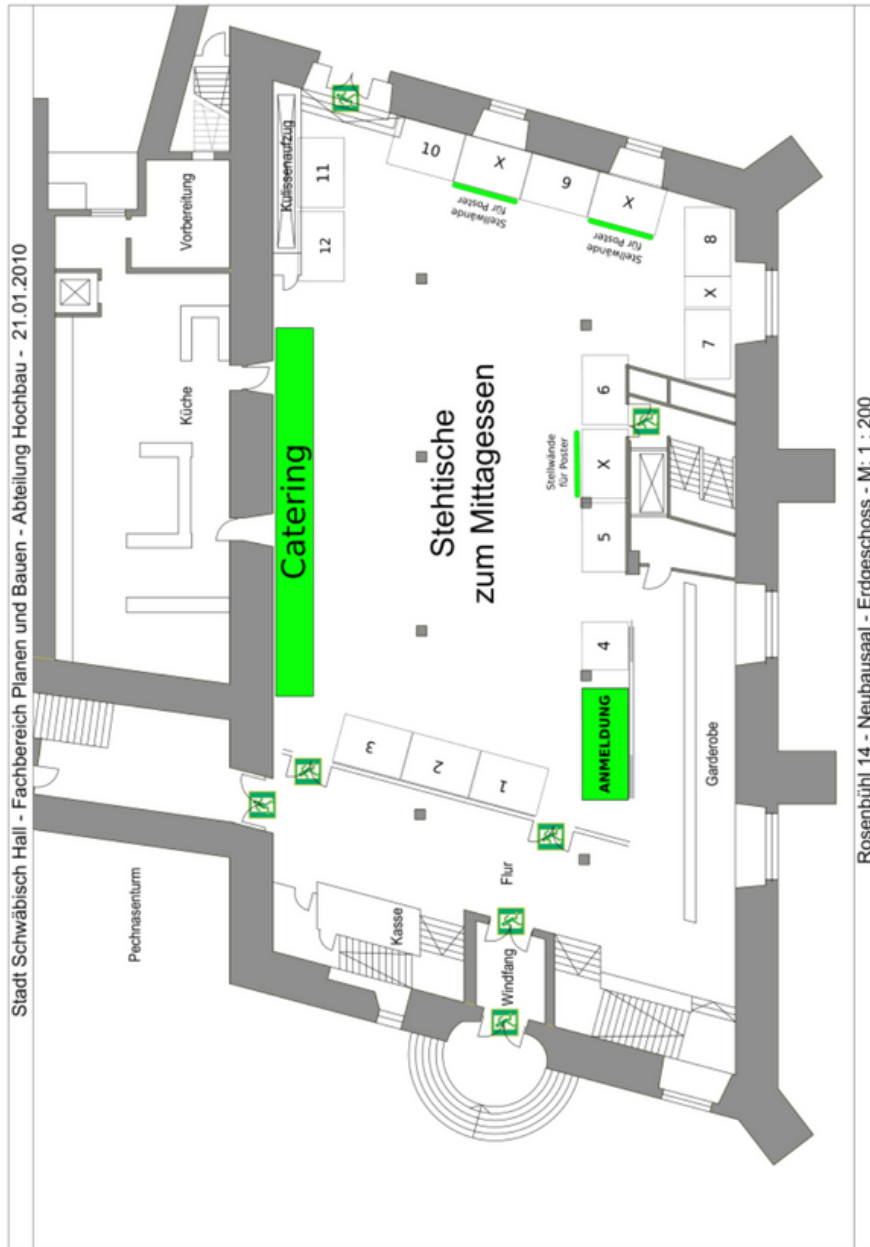 Stadt Schwäbisch Hall - Fachbereich Planen und Bauen - Abteilung Hochbau - 21.01.2010
Vorbereitung
Küche
Pechnasenturm
Kulissenaufzug
11
12
10
X
9
X
Stellwände
für Poster
Stellwände
für Poster
8
X
7
Catering
Stehtische
zum Mittagessen
6
X
5
Stellwände
für Poster
4
ANMELDUNG
3
2
1
Garderobe
Flur
Kasse
Windfang
Rosenbühl 14 - Neubausaal - Erdgeschoss - M: 1 : 200